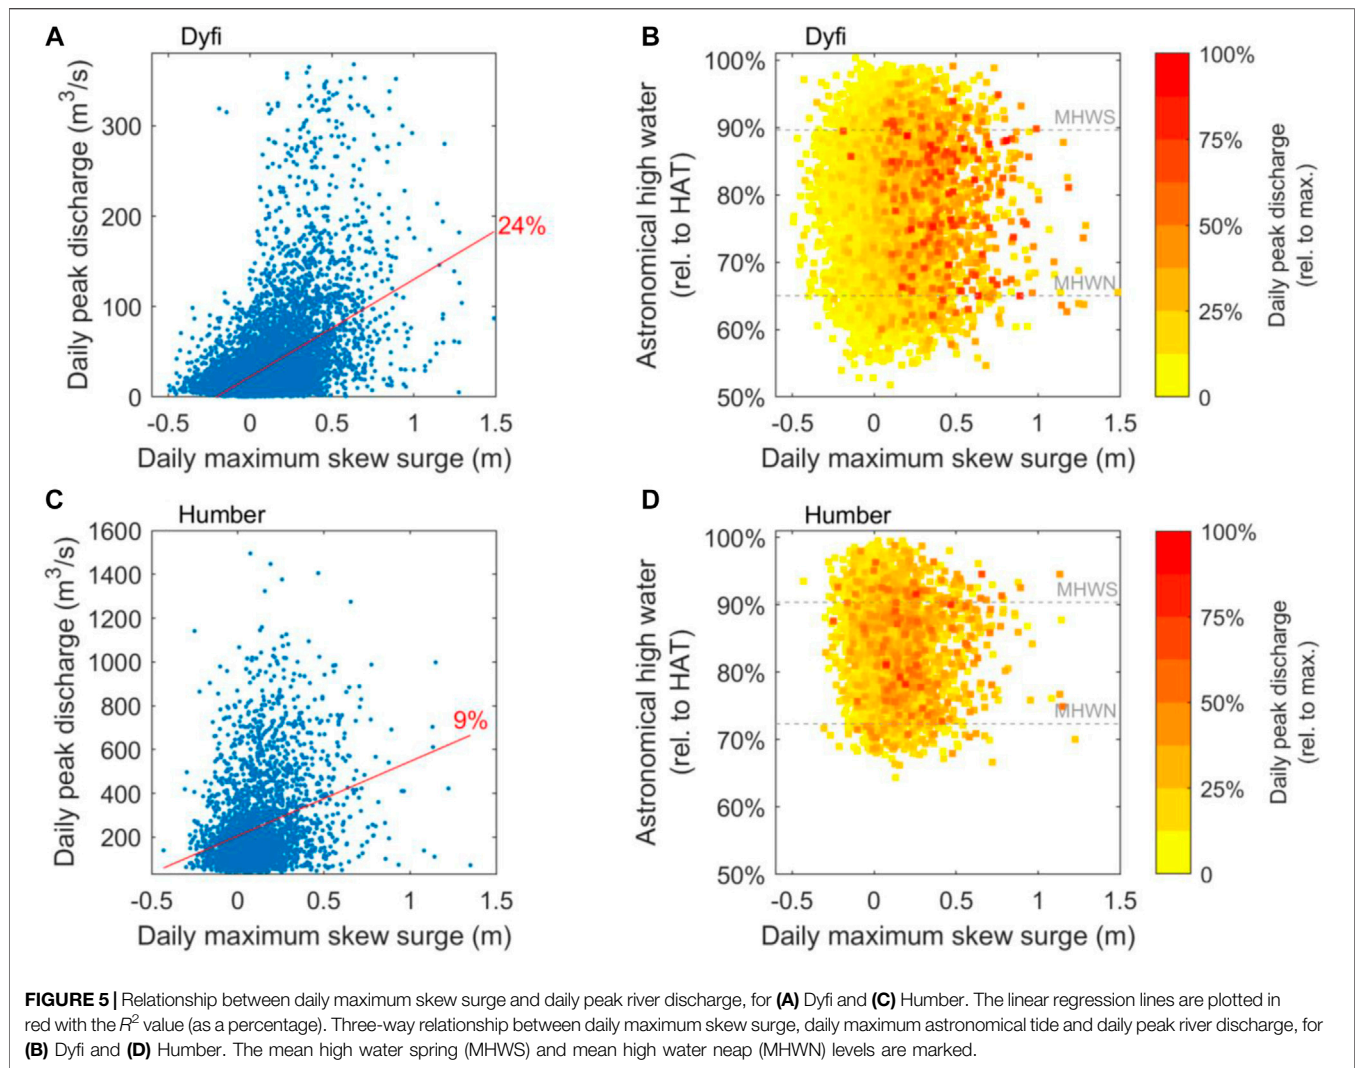 A
Dyfi
Daily peak discharge (m³/s)
300
200
100
0
24%
-0.5 0 0.5 1 1.5
Daily maximum skew surge (m)
B
Dyfi
Astronomical high water
(rel. to HAT)
100%
90%
80%
70%
60%
50%
MHWS
MHWN
-0.5 0 0.5 1 1.5
Daily maximum skew surge (m)
100%
75%
50%
25%
0
Daily peak discharge
(rel. to max.)
C
Humber
Daily peak discharge (m³/s)
1600
1400
1200
1000
800
600
400
200
9%
-0.5 0 0.5 1 1.5
Daily maximum skew surge (m)
D
Humber
Astronomical high water
(rel. to HAT)
100%
90%
80%
70%
60%
50%
MHWS
MHWN
-0.5 0 0.5 1 1.5
Daily maximum skew surge (m)
100%
75%
50%
25%
0
Daily peak discharge
(rel. to max.)
FIGURE 5 | Relationship between daily maximum skew surge and daily peak river discharge, for (A) Dyfi and (C) Humber. The linear regression lines are plotted in
red with the R² value (as a percentage). Three-way relationship between daily maximum skew surge, daily maximum astronomical tide and daily peak river discharge, for
(B) Dyfi and (D) Humber. The mean high water spring (MHWS) and mean high water neap (MHWN) levels are marked.